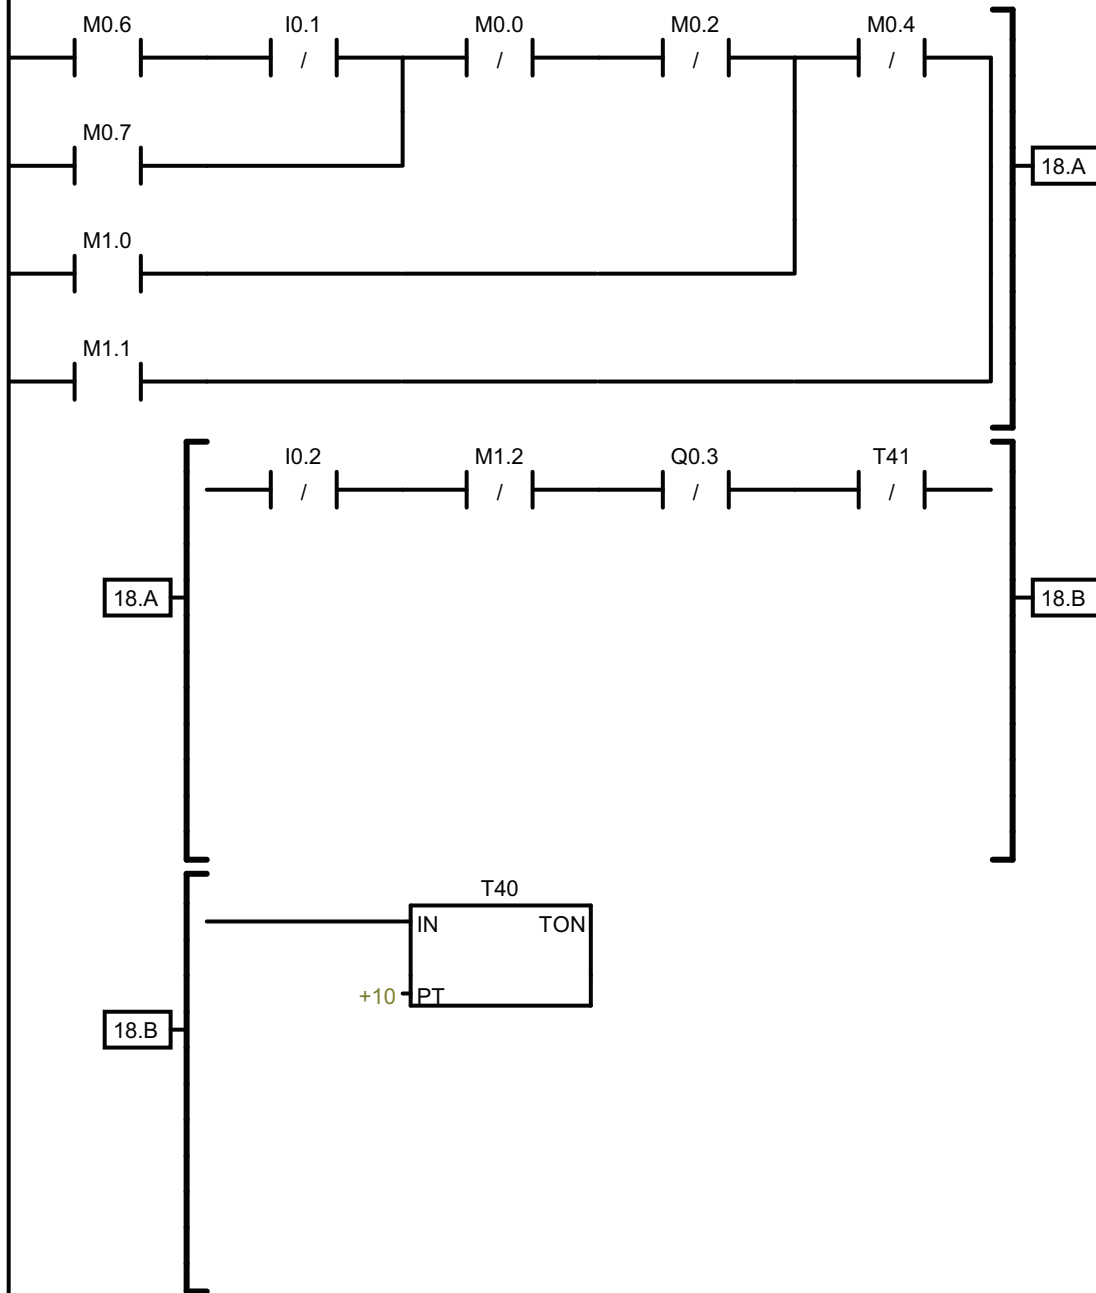 M0.6 I0.1 M0.0 M0.2 M0.4
/ / / /
M0.7
18.A
M1.0
M1.1
I0.2 M1.2 Q0.3 T41
/ / / /
18.A 18.B
T40
IN TON
+10 PT
18.B